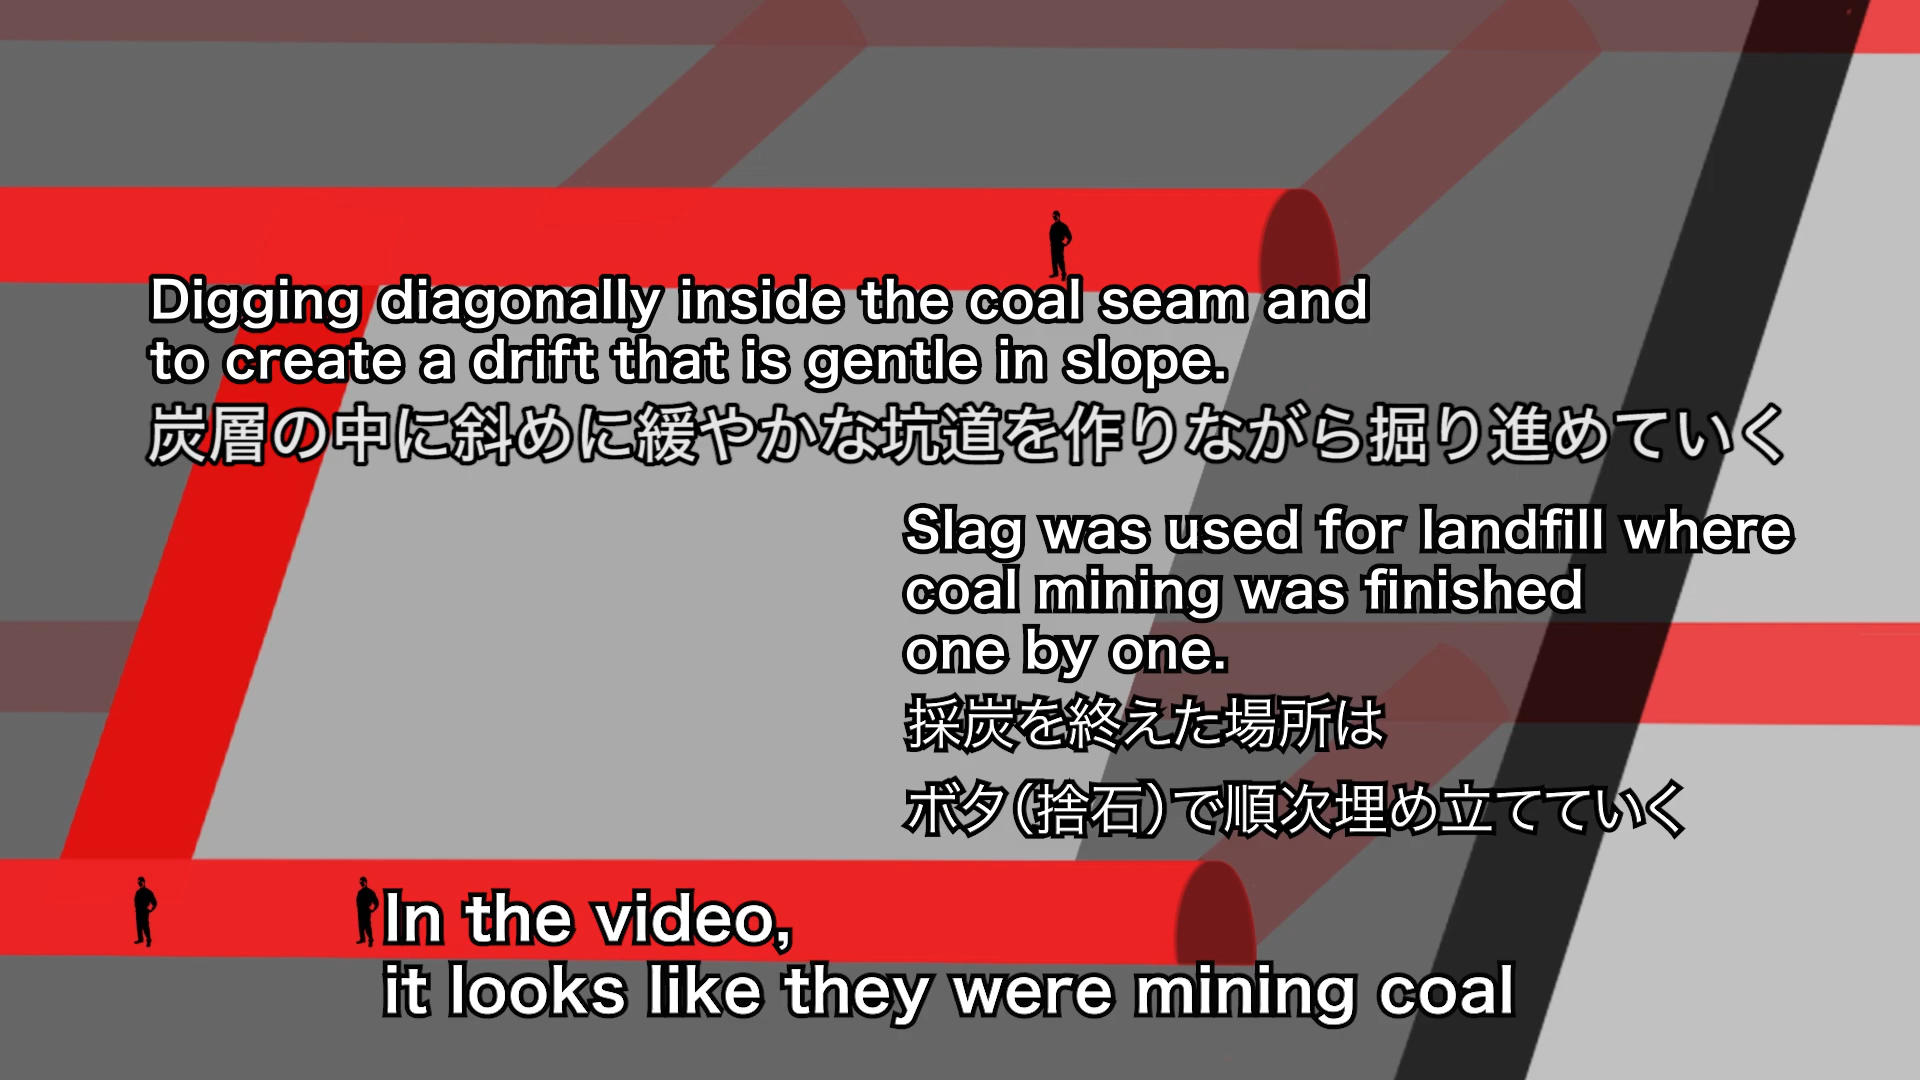 Digging diagonally inside the coal seam and
to create a drift that is gentle in slope.
炭層の中に斜めに緩やかな坑道を作りながら掘り進めていく
Slag was used for landfill where
coal mining was finished
one by one.
採炭を終えた場所は
ボタ(捨石)で順次埋め立てていく
In the video,
it looks like they were mining coal